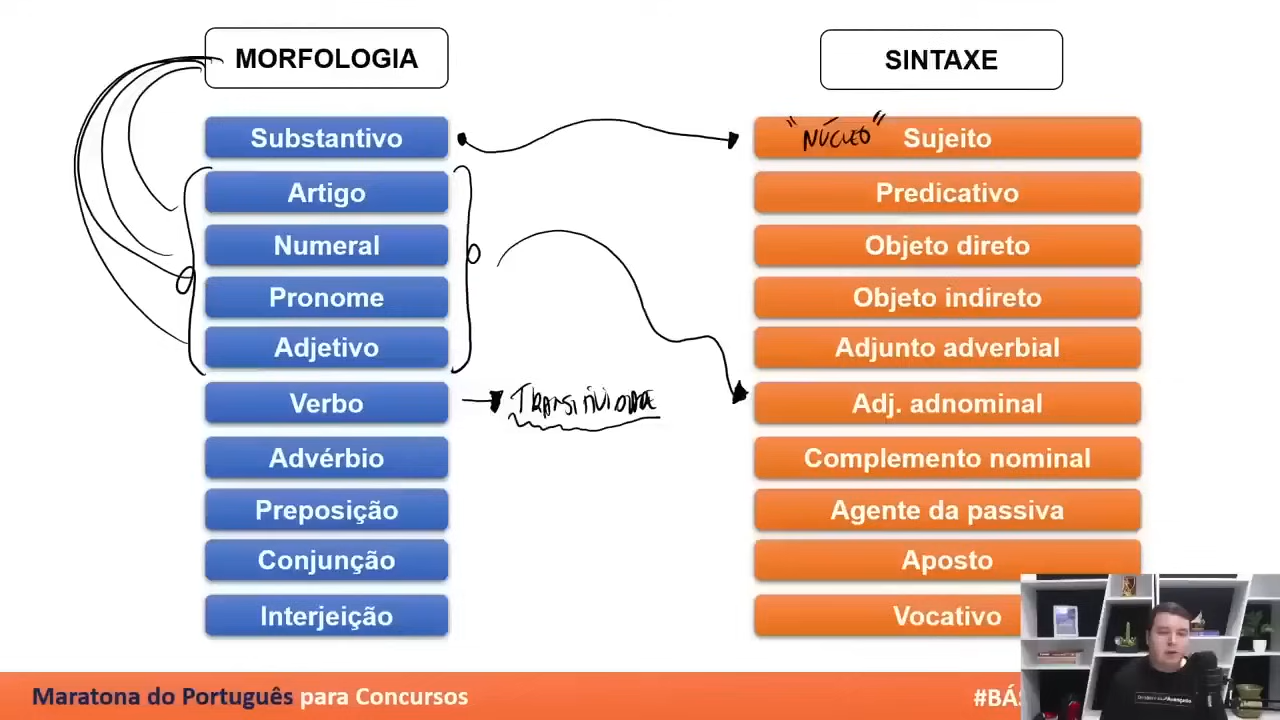 MORFOLOGIA
SINTAXE
Substantivo
"NÚCLEO" Sujeito
Artigo
Predicativo
Numeral
Objeto direto
Pronome
Objeto indireto
Adjetivo
Adjunto adverbial
Verbo
TRANSITIVIDADE
Adj. adnominal
Advérbio
Complemento nominal
Preposição
Agente da passiva
Conjunção
Aposto
Interjeição
Vocativo
Maratona do Português para Concursos
#BÁS